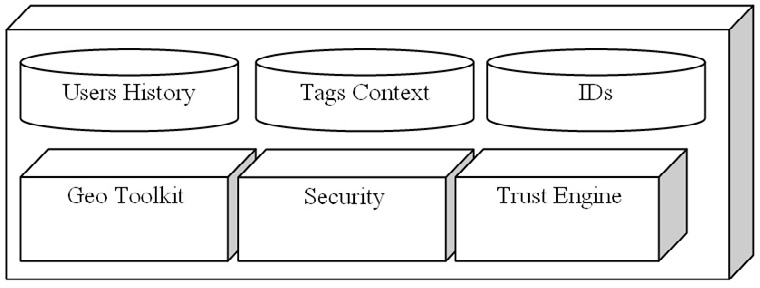 Users History
Tags Context
IDs
Geo Toolkit
Security
Trust Engine